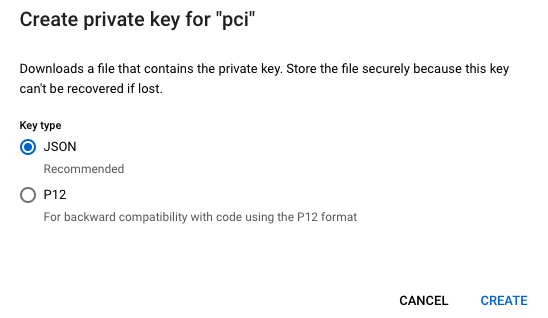 Create private key for "pci"
Downloads a file that contains the private key. Store the file securely because this key
can't be recovered if lost.
Key type
JSON
Recommended
P12
For backward compatibility with code using the P12 format
CANCEL CREATE